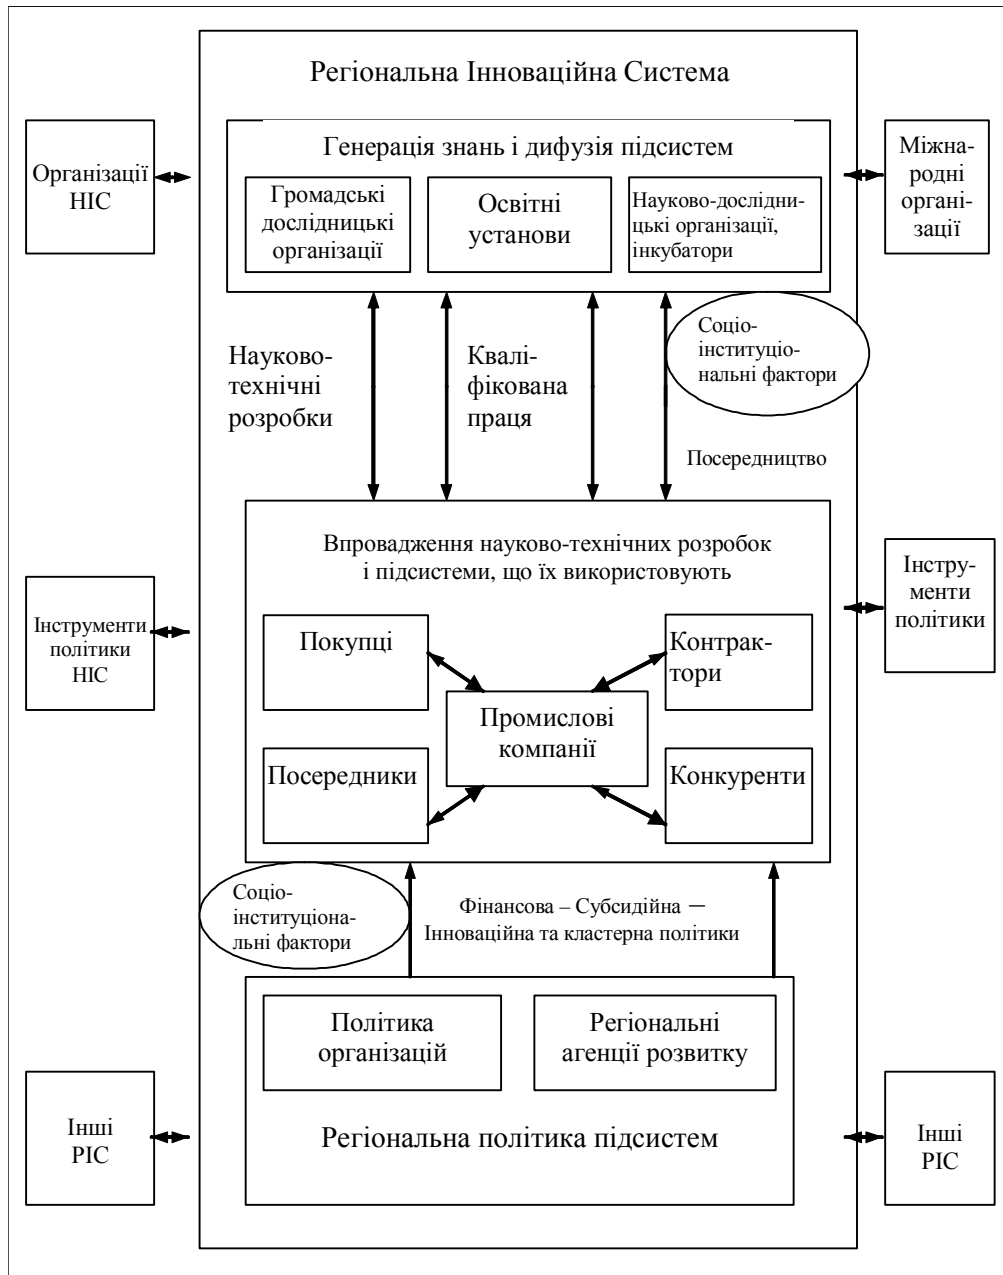 Регіональна Інноваційна Система
Організації
НІС
Генерація знань і дифузія підсистем
Громадські
дослідницькі
організації
Освітні
установи
Науково-дослідни-
цькі організації,
інкубатори
Міжна-
родні
органі-
зації
Науково-
технічні
розробки
Кваліфі-
фікована
праця
Соціо-
інституціо-
нальні фактори
Посередництво
Інструменти
політики
НІС
Впровадження науково-технічних розробок
і підсистеми, що їх використовують
Покупці
Контрак-
тори
Промислові
компанії
Посередники
Конкуренти
Інстру-
менти
політики
Соціо-
інституціона-
льні фактори
Фінансова – Субсидійна —
Інноваційна та кластерна політики
Політика
організацій
Регіональні
агенції розвитку
Регіональна політика підсистем
Інші
РІС
Інші
РІС